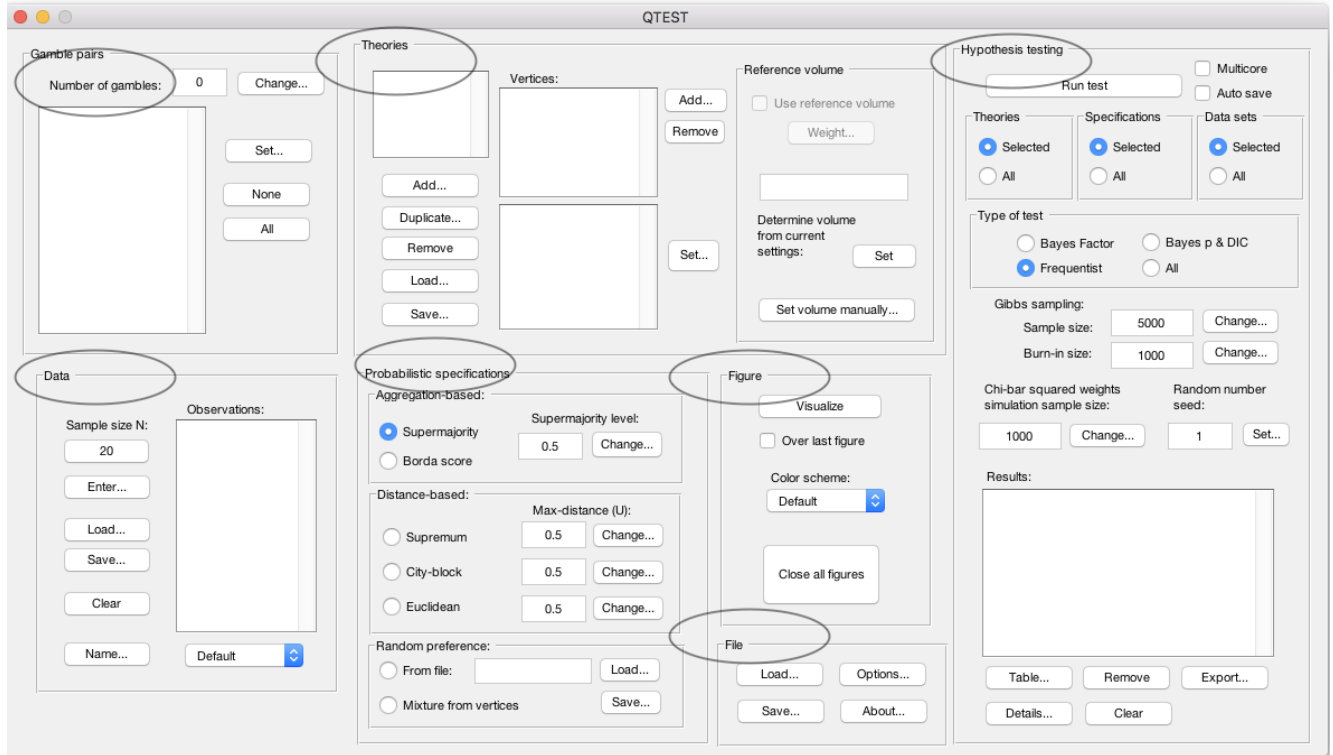 QTEST
Gamble pairs
Number of gambles: 0 Change...
Set...
None
All
Theories
Vertices:
Add...
Remove
Add...
Duplicate...
Remove
Load...
Save...
Set...
Reference volume
Use reference volume
Weight...
Determine volume
from current
settings:
Set
Set volume manually...
Data
Sample size N:
20
Enter...
Load...
Save...
Clear
Name...
Observations:
Default
Probabilistic specifications
Aggregation-based:
Supermajority
Borda score
Supermajority level:
0.5 Change...
Distance-based:
Max-distance (U):
Supremum 0.5 Change...
City-block 0.5 Change...
Euclidean 0.5 Change...
Random preference:
From file: Load...
Mixture from vertices Save...
Figure
Visualize
Over last figure
Color scheme:
Default
Close all figures
File
Load... Options...
Save... About...
Hypothesis testing
Run test
Multicore
Auto save
Theories
Selected
All
Specifications
Selected
All
Data sets
Selected
All
Type of test
Bayes Factor Bayes p & DIC
Frequentist All
Gibbs sampling:
Sample size: 5000 Change...
Burn-in size: 1000 Change...
Chi-bar squared weights
simulation sample size:
1000 Change...
Random number
seed:
1 Set...
Results:
Table... Remove Export...
Details... Clear